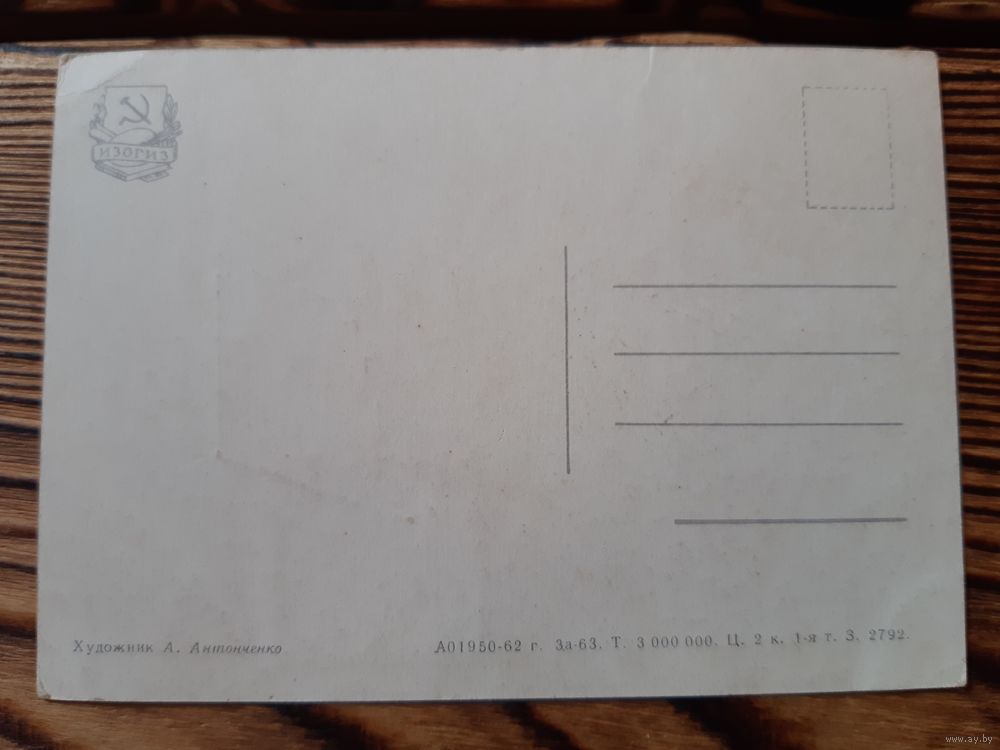 ИЗОГИЗ
Художник А. Антонченко
А01950-62 г. За-63. Т. 3 000 000. Ц. 2 к. 1-я т. З. 2792.
www.ay.by